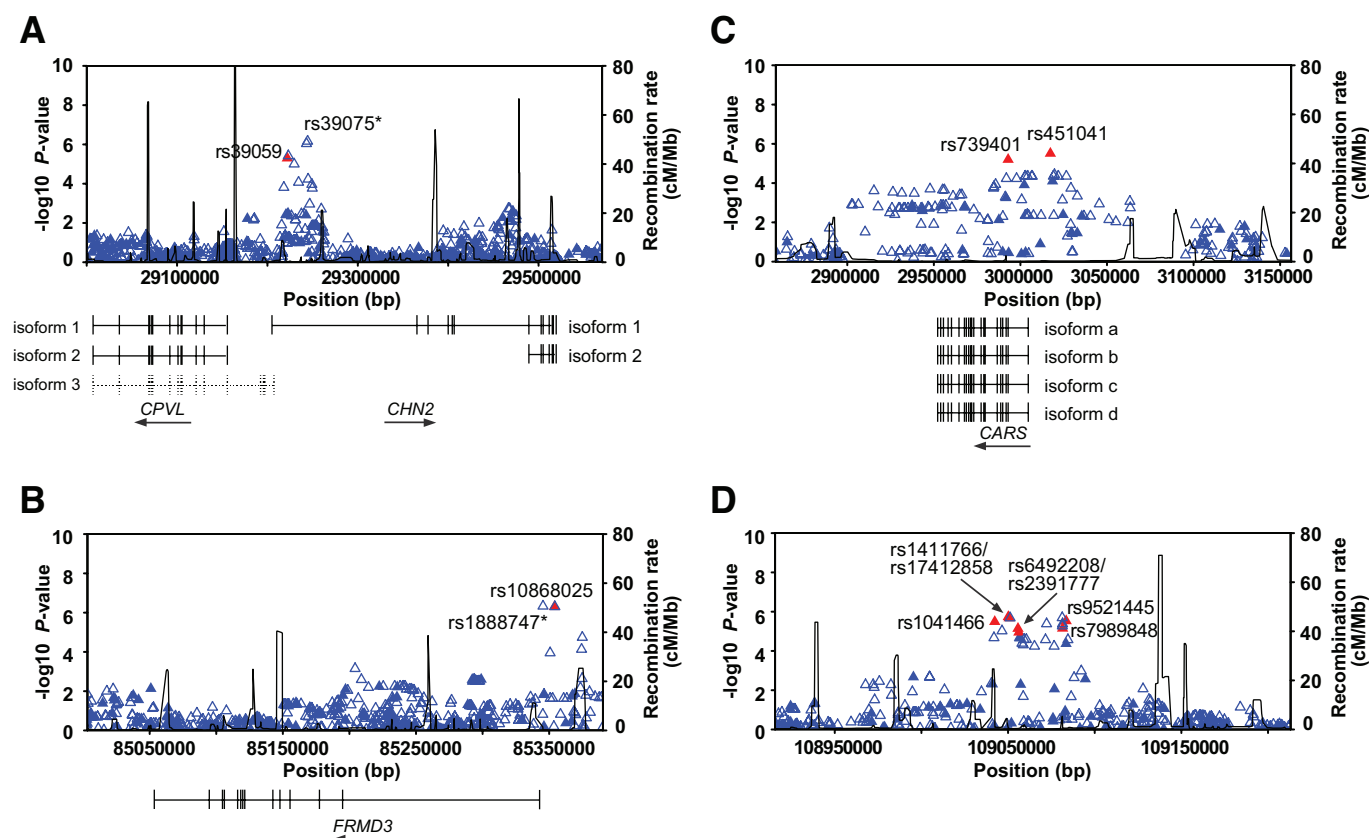 A
10
8
6
4
2
0
-log10 P-value
80
60
40
20
0
Recombination rate
(cM/Mb)
rs39075*
rs39059
29100000
29300000
29500000
Position (bp)
isoform 1
isoform 2
isoform 3
isoform 1
isoform 2
CPVL
CHN2
C
10
8
6
4
2
0
-log10 P-value
80
60
40
20
0
Recombination rate
(cM/Mb)
rs739401
rs451041
2900000
2950000
3000000
3050000
3100000
3150000
Position (bp)
isoform a
isoform b
isoform c
isoform d
CARS
B
10
8
6
4
2
0
-log10 P-value
80
60
40
20
0
Recombination rate
(cM/Mb)
rs10868025
rs1888747*
85050000
85150000
85250000
85350000
Position (bp)
FRMD3
D
10
8
6
4
2
0
-log10 P-value
80
60
40
20
0
Recombination rate
(cM/Mb)
rs1411766/
rs17412858
rs6492208/
rs2391777
rs1041466
rs9521445
rs7989848
108950000
109050000
109150000
Position (bp)